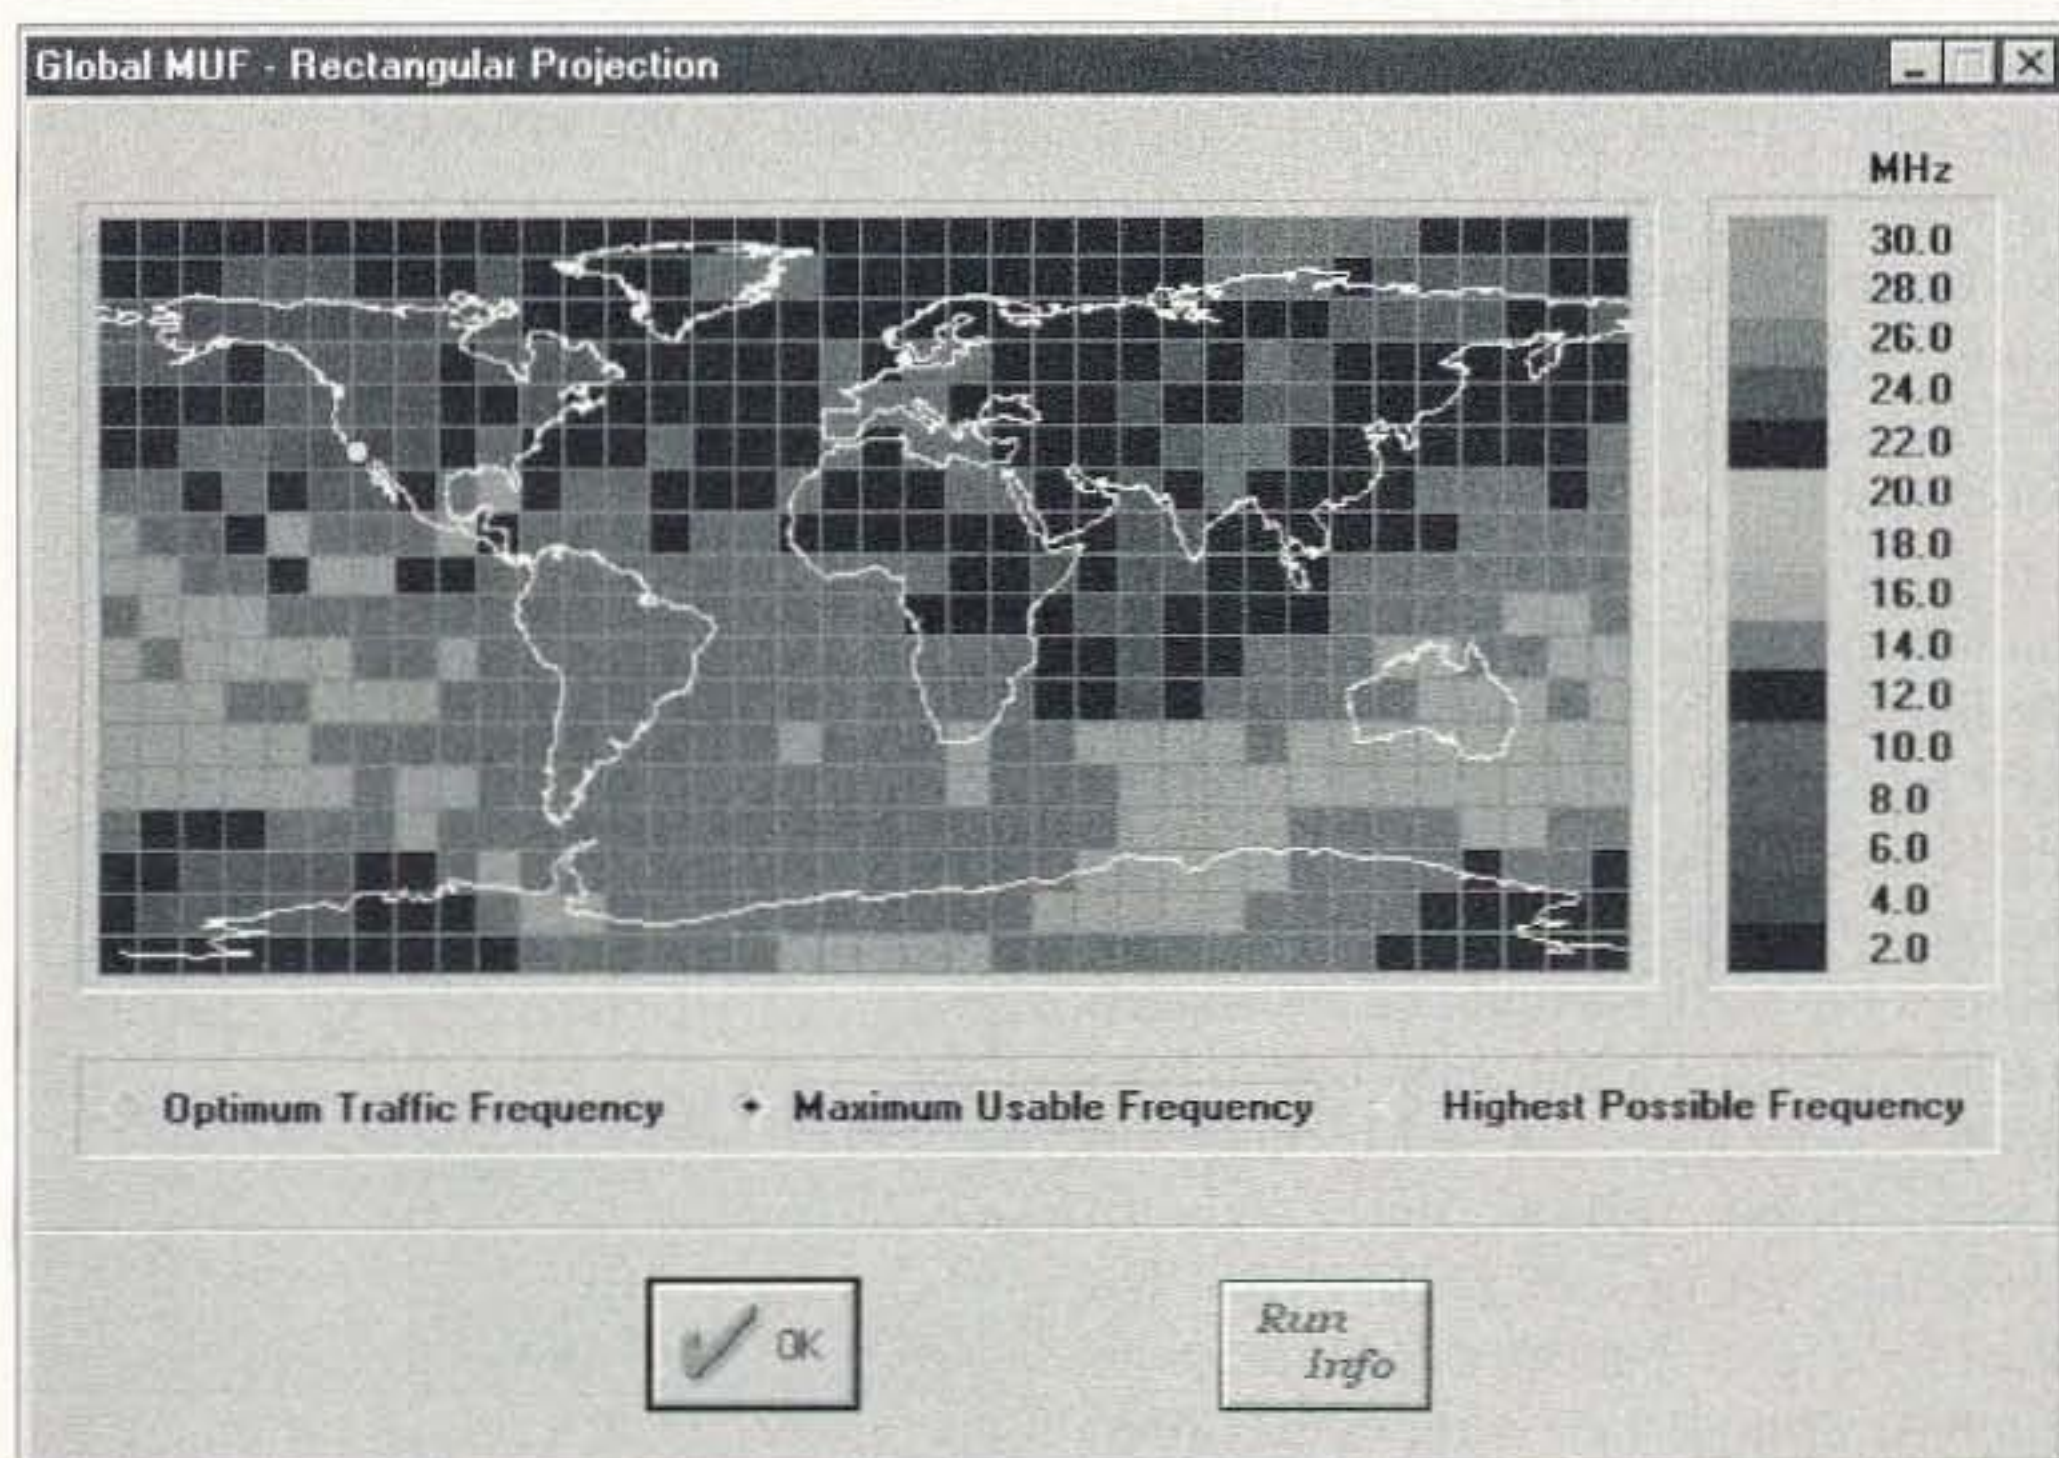 Global MUF - Rectangular Projection
MHz
30.0
28.0
26.0
24.0
22.0
20.0
18.0
16.0
14.0
12.0
10.0
8.0
6.0
4.0
2.0
Optimum Traffic Frequency
Maximum Usable Frequency
Highest Possible Frequency
OK
Run
Info